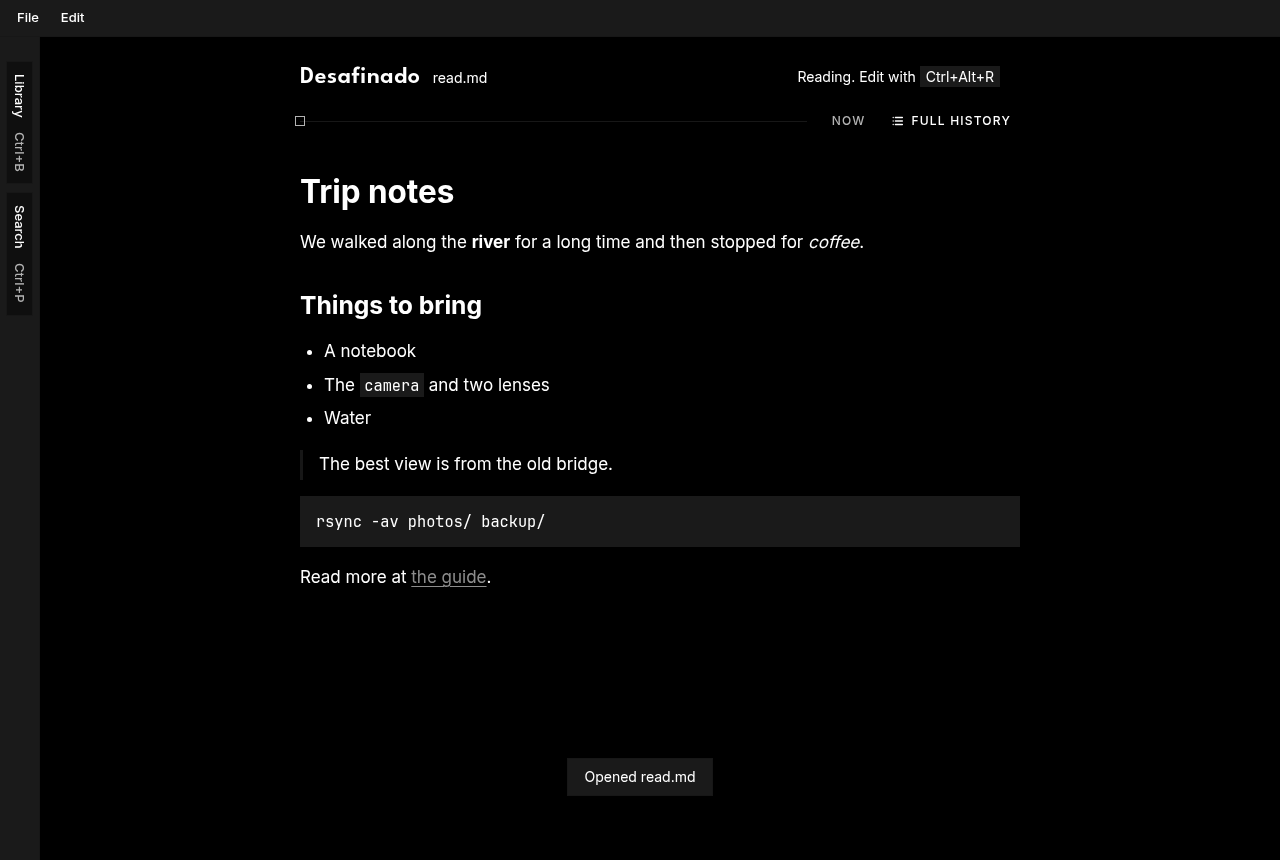 File Edit
Library Ctrl+B
Search Ctrl+P
Desafinado read.md
Reading. Edit with Ctrl+Alt+R
NOW FULL HISTORY
Trip notes
We walked along the river for a long time and then stopped for coffee.
Things to bring
• A notebook
• The camera and two lenses
• Water
The best view is from the old bridge.
rsync -av photos/ backup/
Read more at the guide.
Opened read.md